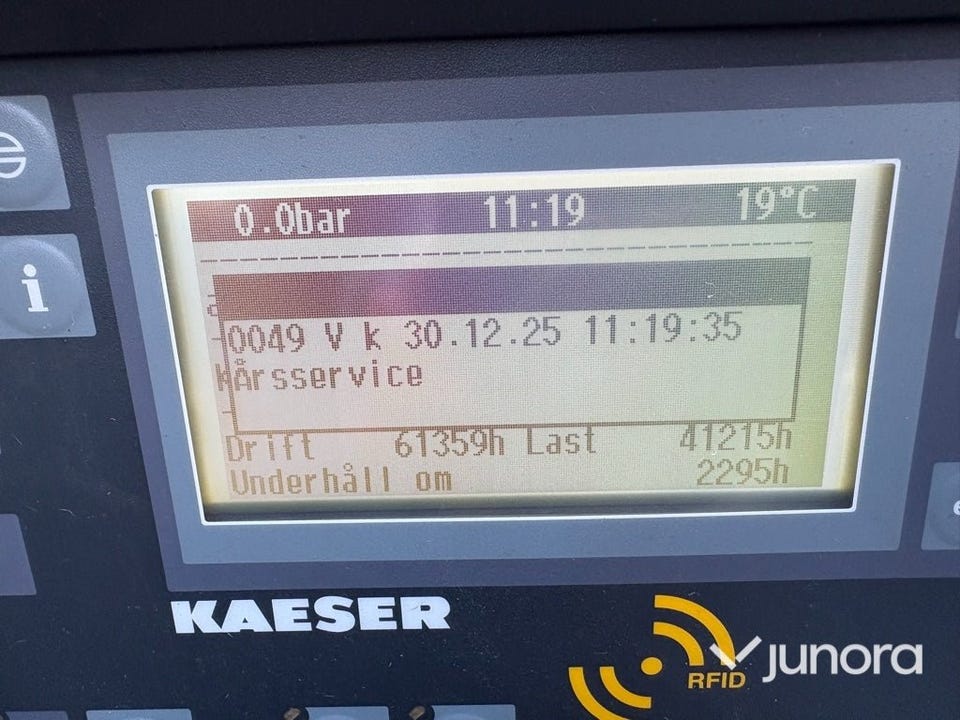 0.0bar 11:19 19°C
0049 V k 30.12.25 11:19:35
Årsservice
Drift 61359h Last 41215h
Underhåll om 2295h
KAESER
RFID
junora
i